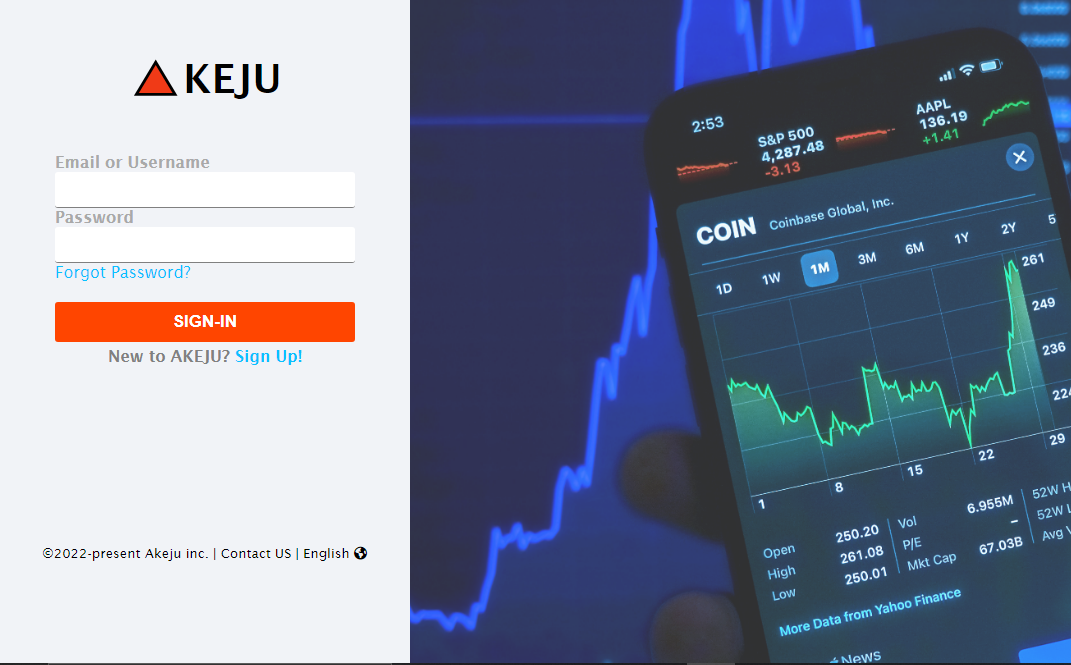 KEJU
Email or Username
Password
Forgot Password?
SIGN-IN
New to AKEJU? Sign Up!
©2022-present Akeju inc. | Contact US | English
2:53
S&P 500
4,287.48
-3.13
AAPL
136.19
+1.41
COIN Coinbase Global, Inc.
1D 1W 1M 3M 6M 1Y 2Y 5
261
249
236
224
1 8 15 22 29
Open 250.20
High 261.08
Low 250.01
Vol 6.955M
P/E –
Mkt Cap 67.03B
52W H
52W L
Avg V
More Data from Yahoo Finance
News